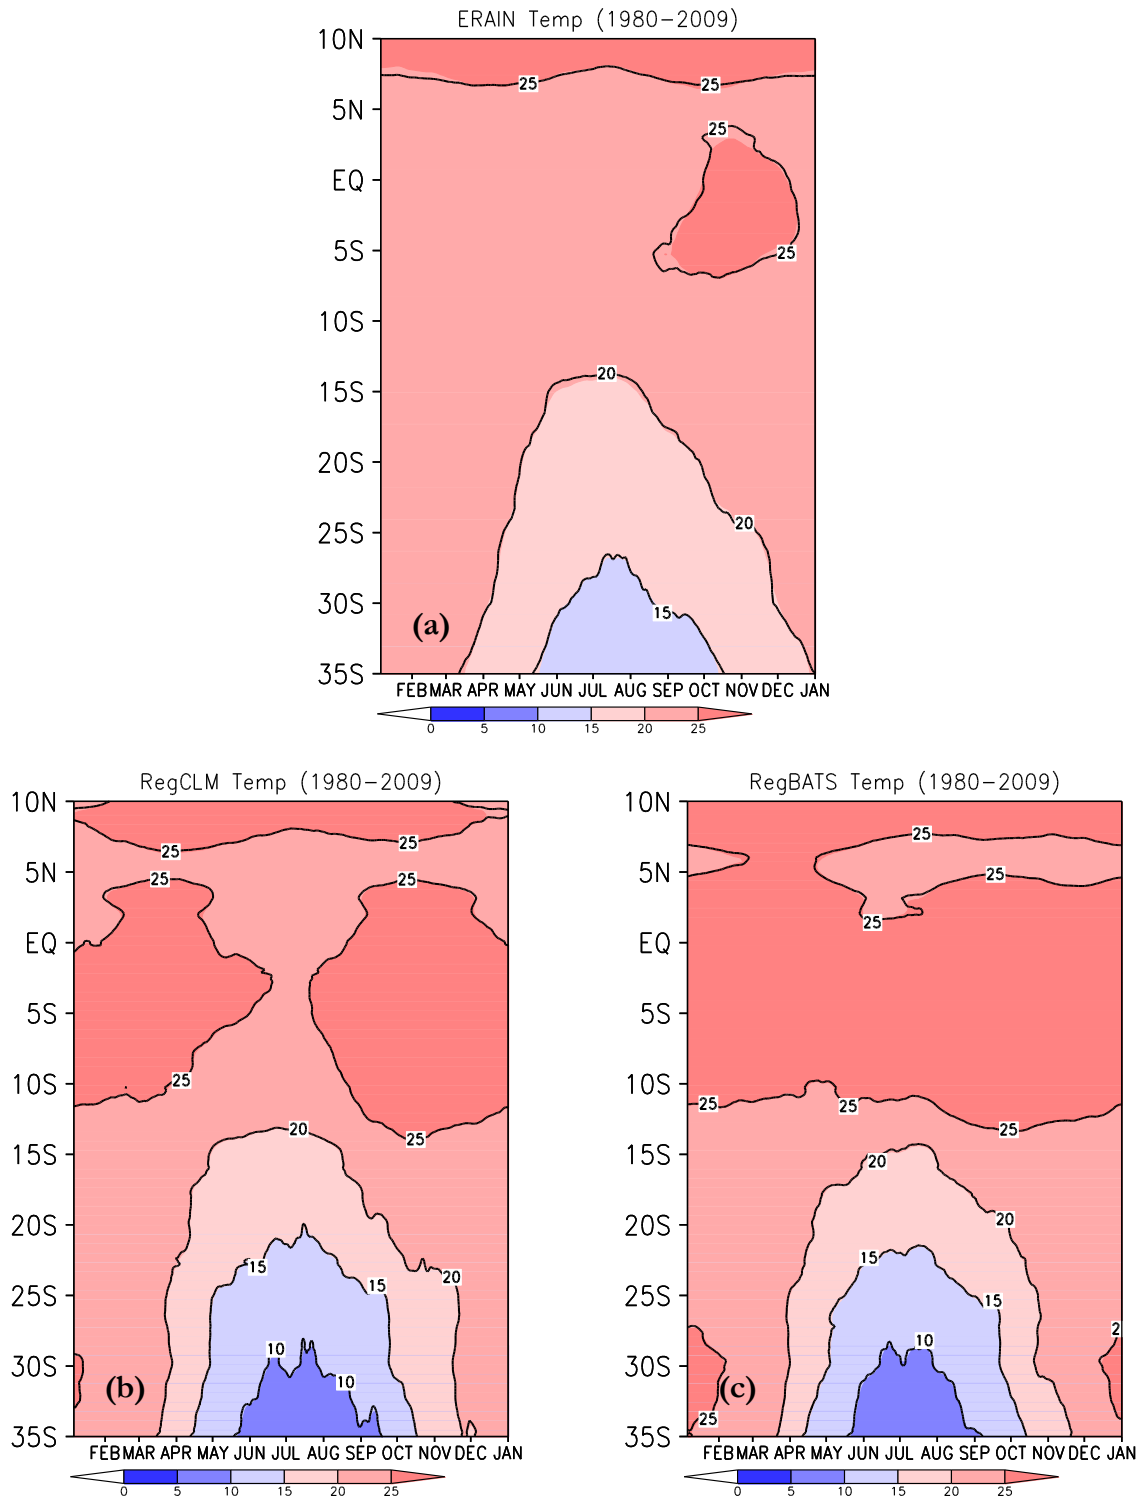 ERAIN Temp (1980-2009)
10N
25
25
5N
25
EQ
5S
25
10S
20
15S
20S
20
25S
30S
15
(a)
35S
FEB MAR APR MAY JUN JUL AUG SEP OCT NOV DEC JAN
0 5 10 15 20 25
RegCLM Temp (1980-2009)
10N
25
25
5N
25
25
EQ
5S
10S
25
20
25
15S
20S
15
20
25S
15
10
30S
10
(b)
35S
FEB MAR APR MAY JUN JUL AUG SEP OCT NOV DEC JAN
0 5 10 15 20 25
RegBATS Temp (1980-2009)
10N
25
5N
25
25
EQ
5S
10S
25
25
25
15S
20
20S
20
15
25S
15
2
10
30S
(c)
25
35S
FEB MAR APR MAY JUN JUL AUG SEP OCT NOV DEC JAN
0 5 10 15 20 25